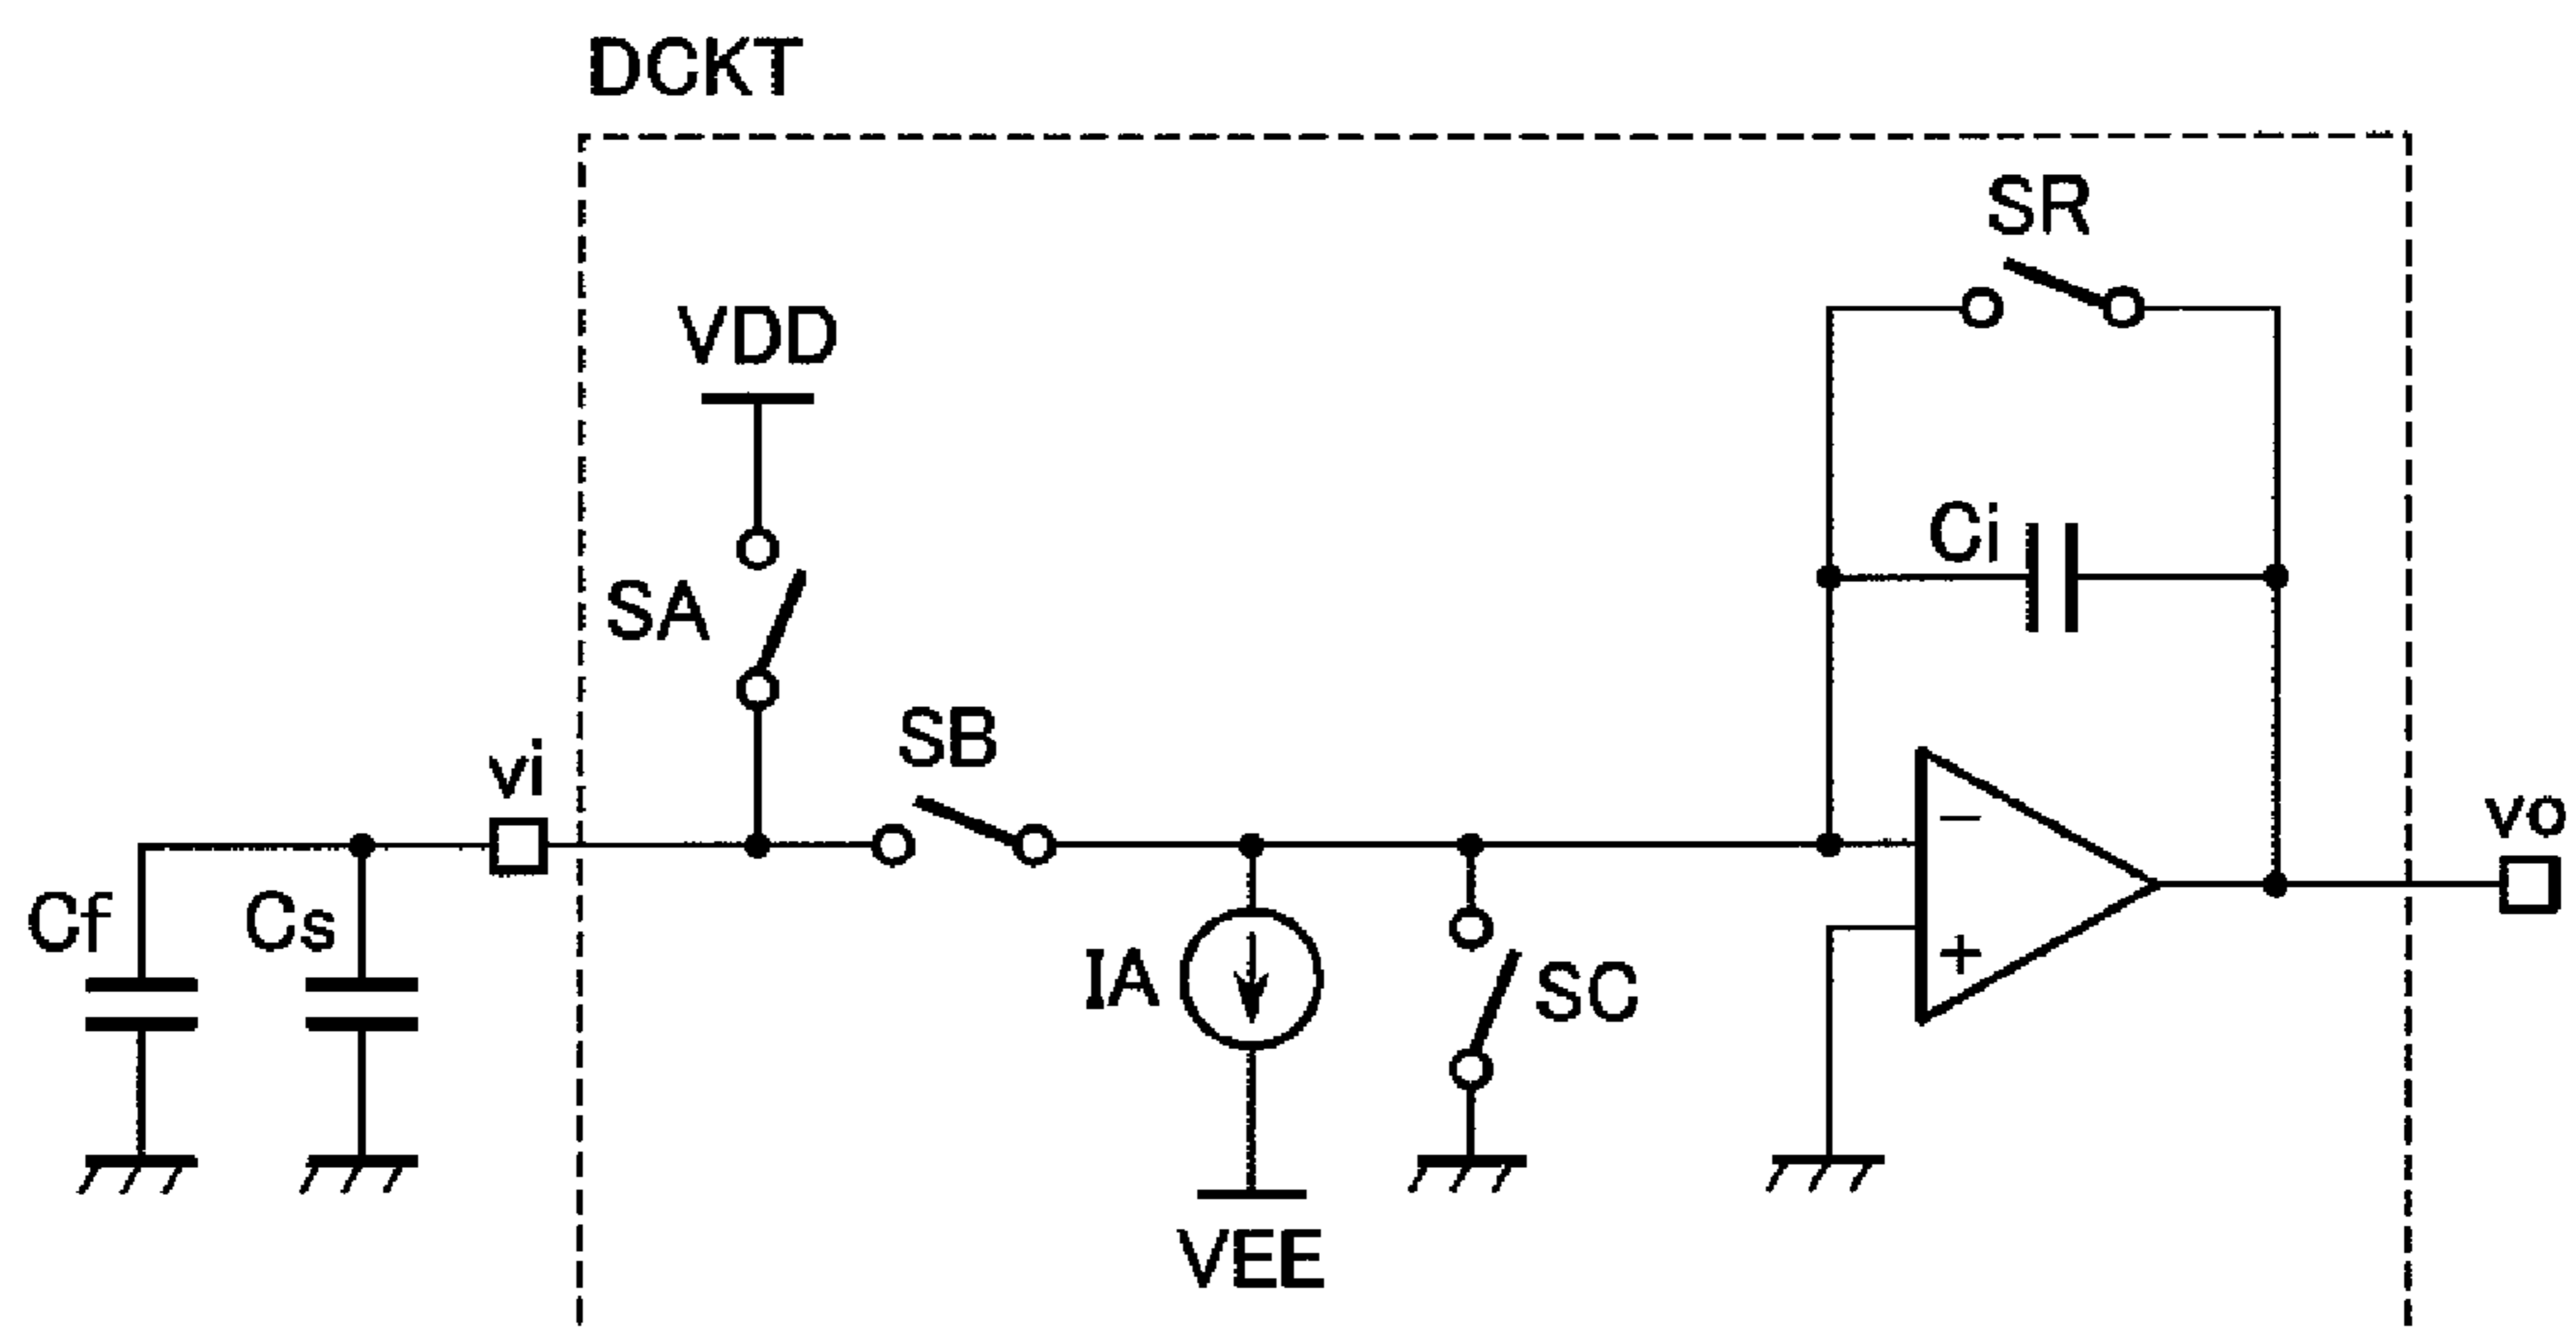 DCKT
SR
VDD
Ci
SA
SB
vi
vo
−
Cf
Cs
IA
SC
+
VEE